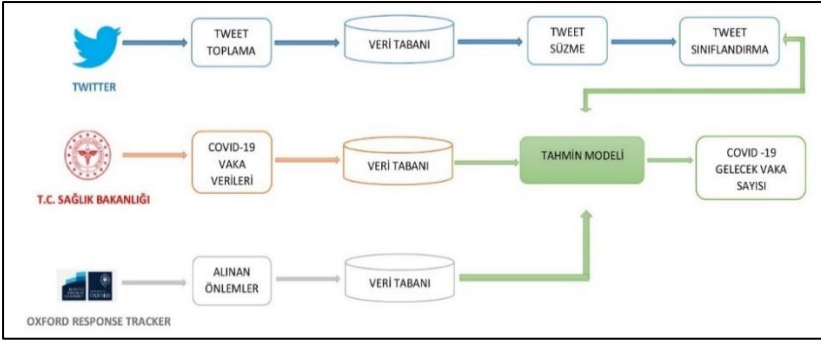 TWITTER
TWEET
TOPLAMA
VERİ TABANI
TWEET
SÜZME
TWEET
SINIFLANDIRMA
T.C. SAĞLIK BAKANLIĞI
COVID-19
VAKA
VERİLERİ
VERİ TABANI
TAHMİN MODELİ
COVID -19
GELECEK VAKA
SAYISI
OXFORD RESPONSE TRACKER
ALINAN
ÖNLEMLER
VERİ TABANI